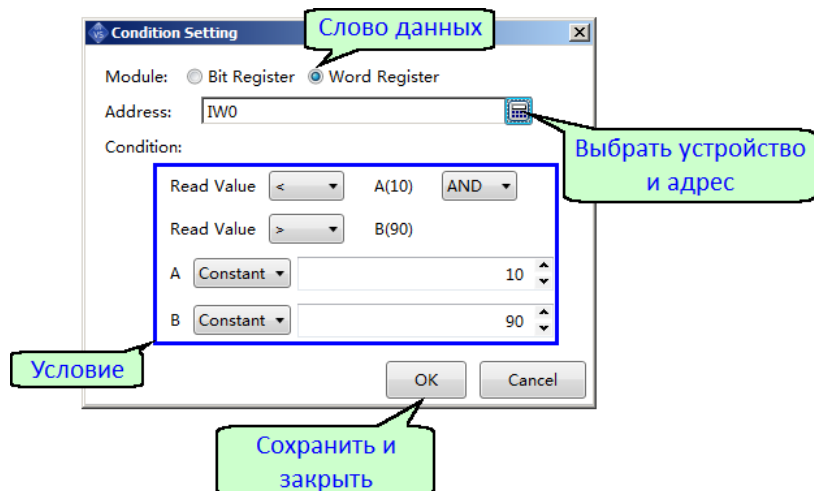 Condition Setting
Слово данных
Module: Bit Register Word Register
Address: IW0
Condition:
Выбрать устройство
и адрес
Read Value < A(10) AND
Read Value > B(90)
A Constant 10
B Constant 90
Условие
OK Cancel
Сохранить и
закрыть